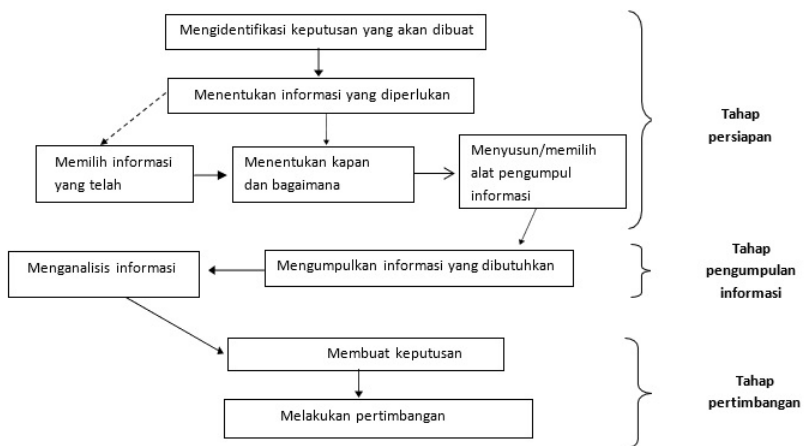 Mengidentifikasi keputusan yang akan dibuat
Menentukan informasi yang diperlukan
Tahap
persiapan
Memilih informasi
yang telah
Menentukan kapan
dan bagaimana
Menyusun/memilih
alat pengumpul
informasi
Menganalisis informasi
Mengumpulkan informasi yang dibutuhkan
Tahap
pengumpulan
informasi
Membuat keputusan
Melakukan pertimbangan
Tahap
pertimbangan